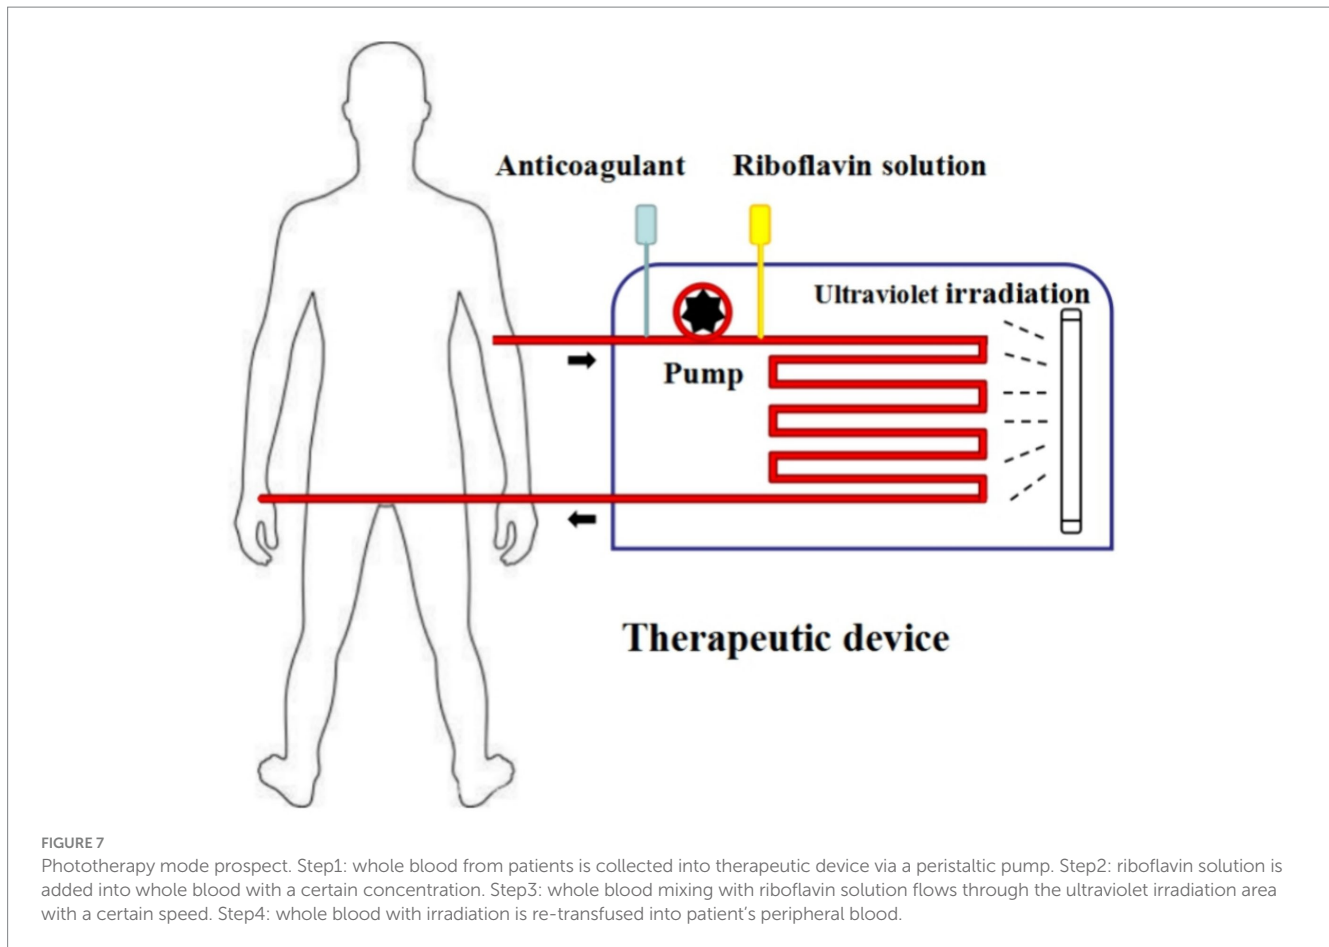 Anticoagulant
Riboflavin solution
Ultraviolet irradiation
Pump
Therapeutic device
FIGURE 7
Phototherapy mode prospect. Step1: whole blood from patients is collected into therapeutic device via a peristaltic pump. Step2: riboflavin solution is
added into whole blood with a certain concentration. Step3: whole blood mixing with riboflavin solution flows through the ultraviolet irradiation area
with a certain speed. Step4: whole blood with irradiation is re-transfused into patient's peripheral blood.